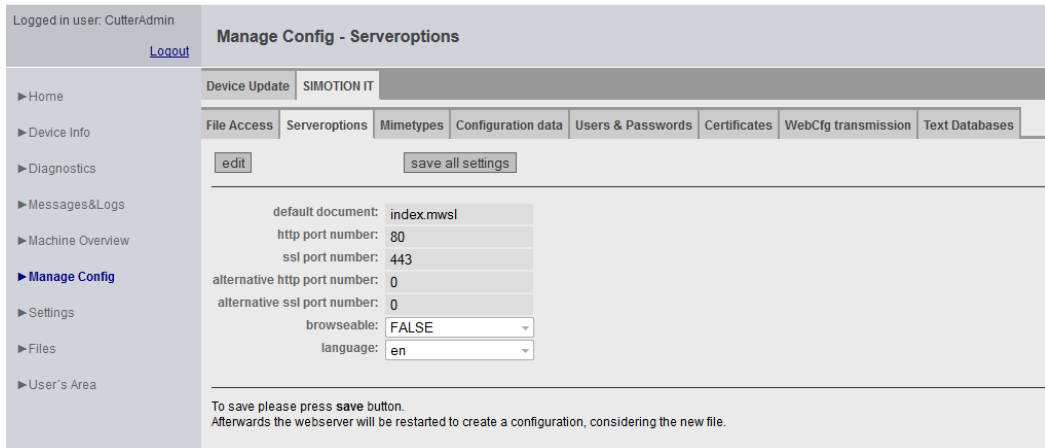 Logged in user: CutterAdmin
Logout
Manage Config - Serveroptions
►Home
►Device Info
►Diagnostics
►Messages&Logs
►Machine Overview
►Manage Config
►Settings
►Files
►User's Area
Device Update SIMOTION IT
File Access Serveroptions Mimetypes Configuration data Users & Passwords Certificates WebCfg transmission Text Databases
edit save all settings
default document: index.mwsl
http port number: 80
ssl port number: 443
alternative http port number: 0
alternative ssl port number: 0
browseable: FALSE
language: en
To save please press save button.
Afterwards the webserver will be restarted to create a configuration, considering the new file.